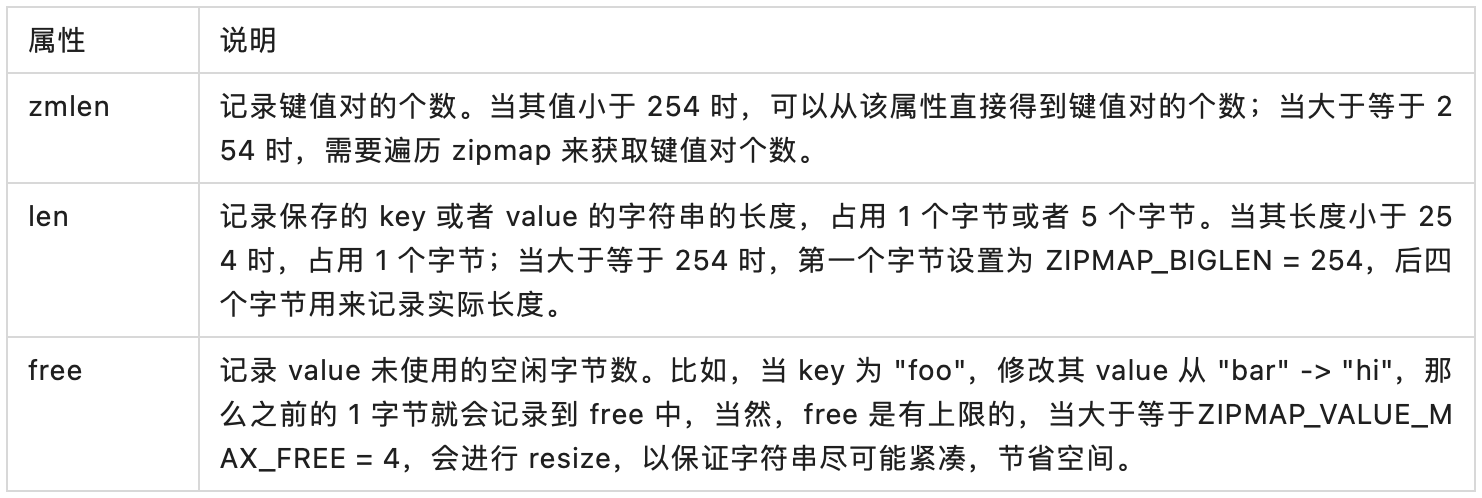 属性 说明
zmlen 记录键值对的个数。当其值小于 254 时，可以从该属性直接得到键值对的个数；当大于等于 2
54 时，需要遍历 zipmap 来获取键值对个数。
len 记录保存的 key 或者 value 的字符串的长度，占用 1 个字节或者 5 个字节。当其长度小于 25
4 时，占用 1 个字节；当大于等于 254 时，第一个字节设置为 ZIPMAP_BIGLEN = 254，后四
个字节用来记录实际长度。
free 记录 value 未使用的空闲字节数。比如，当 key 为 "foo"，修改其 value 从 "bar" -> "hi"，那
么之前的 1 字节就会记录到 free 中，当然，free 是有上限的，当大于等于ZIPMAP_VALUE_M
AX_FREE = 4，会进行 resize，以保证字符串尽可能紧凑，节省空间。